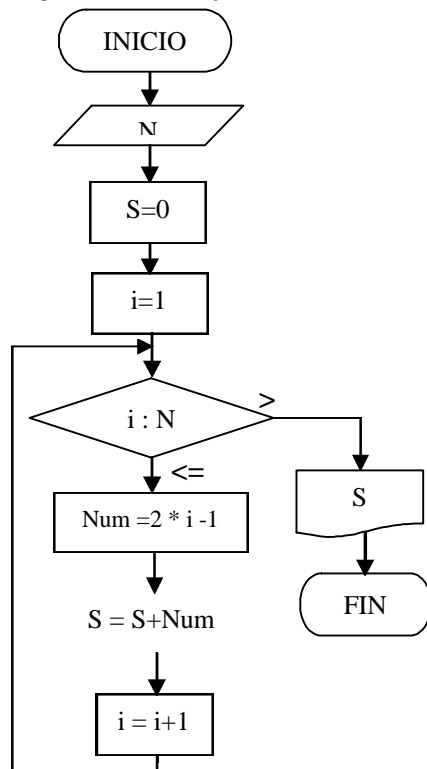 INICIO
N
S=0
i=1
i : N
>
<=
Num =2 * i -1
S
S = S+Num
FIN
i = i+1